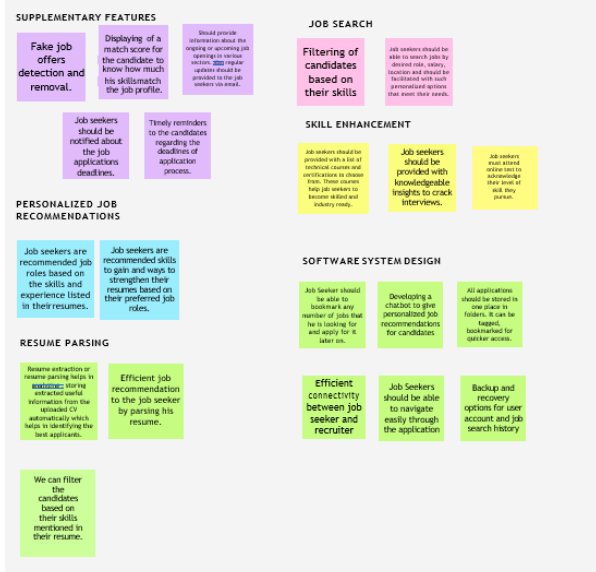 SUPPLEMENTARY FEATURES
Fake job
offers
detection and
removal.
Displaying of a
match score for
the candidate to
know how much
his skillsmatch
the job profile.
Should provide
information about the
ongoing or upcoming job
openings in various
sectors. regular
updates should be
provided to the job
seekers via email.
Job seekers
should be
notified about
the job
applications
deadlines.
Timely reminders
to the candidates
regarding the
deadlines of
application
process.
PERSONALIZED JOB
RECOMMENDATIONS
Job seekers are
recommended job
roles based on
the skills and
experience listed
in theirresumes.
Job seekers are
recommended skills
to gain and ways to
strengthen their
resumes based on
their preferred job
roles.
RESUME PARSING
Resume extraction or
resume parsing helps in
storing
extracted useful
information from the
uploaded CV
automatically which
helps in identifying the
best applicants.
Efficient job
recommendation
to the job seeker
by parsing his
resume.
We can filter
the
candidates
based on
their skills
mentioned in
their resume.
JOB SEARCH
Filtering of
candidates
based on
their skills
Job seekers should be
able to search jobs by
desired role, salary,
location and should be
facilitated with such
personalised options
that meet their needs.
SKILL ENHANCEMENT
Job seekers should be
provided with a list of
technical courses and
certifications to choose
from. These courses
help job seekers to
become skilled and
industry ready.
Job seekers
should be
provided with
knowledgeable
insights to crack
interviews.
Job seekers
must attend
online test to
acknowledge
their level of
skill they
pursue.
SOFTWARE SYSTEM DESIGN
Job Seeker should
be able to
bookmark any
number of jobs that
he is looking for
and apply for it
later on.
Developing a
chatbot to give
personalized job
recommendations
for candidates
All applications
should be stored in
one place in
folders. It can be
tagged,
bookmarked for
quicker access.
Efficient
connectivity
between job
seeker and
recruiter
Job Seekers
should be able
to navigate
easily through
the application
Backup and
recovery
options for user
account and job
search history